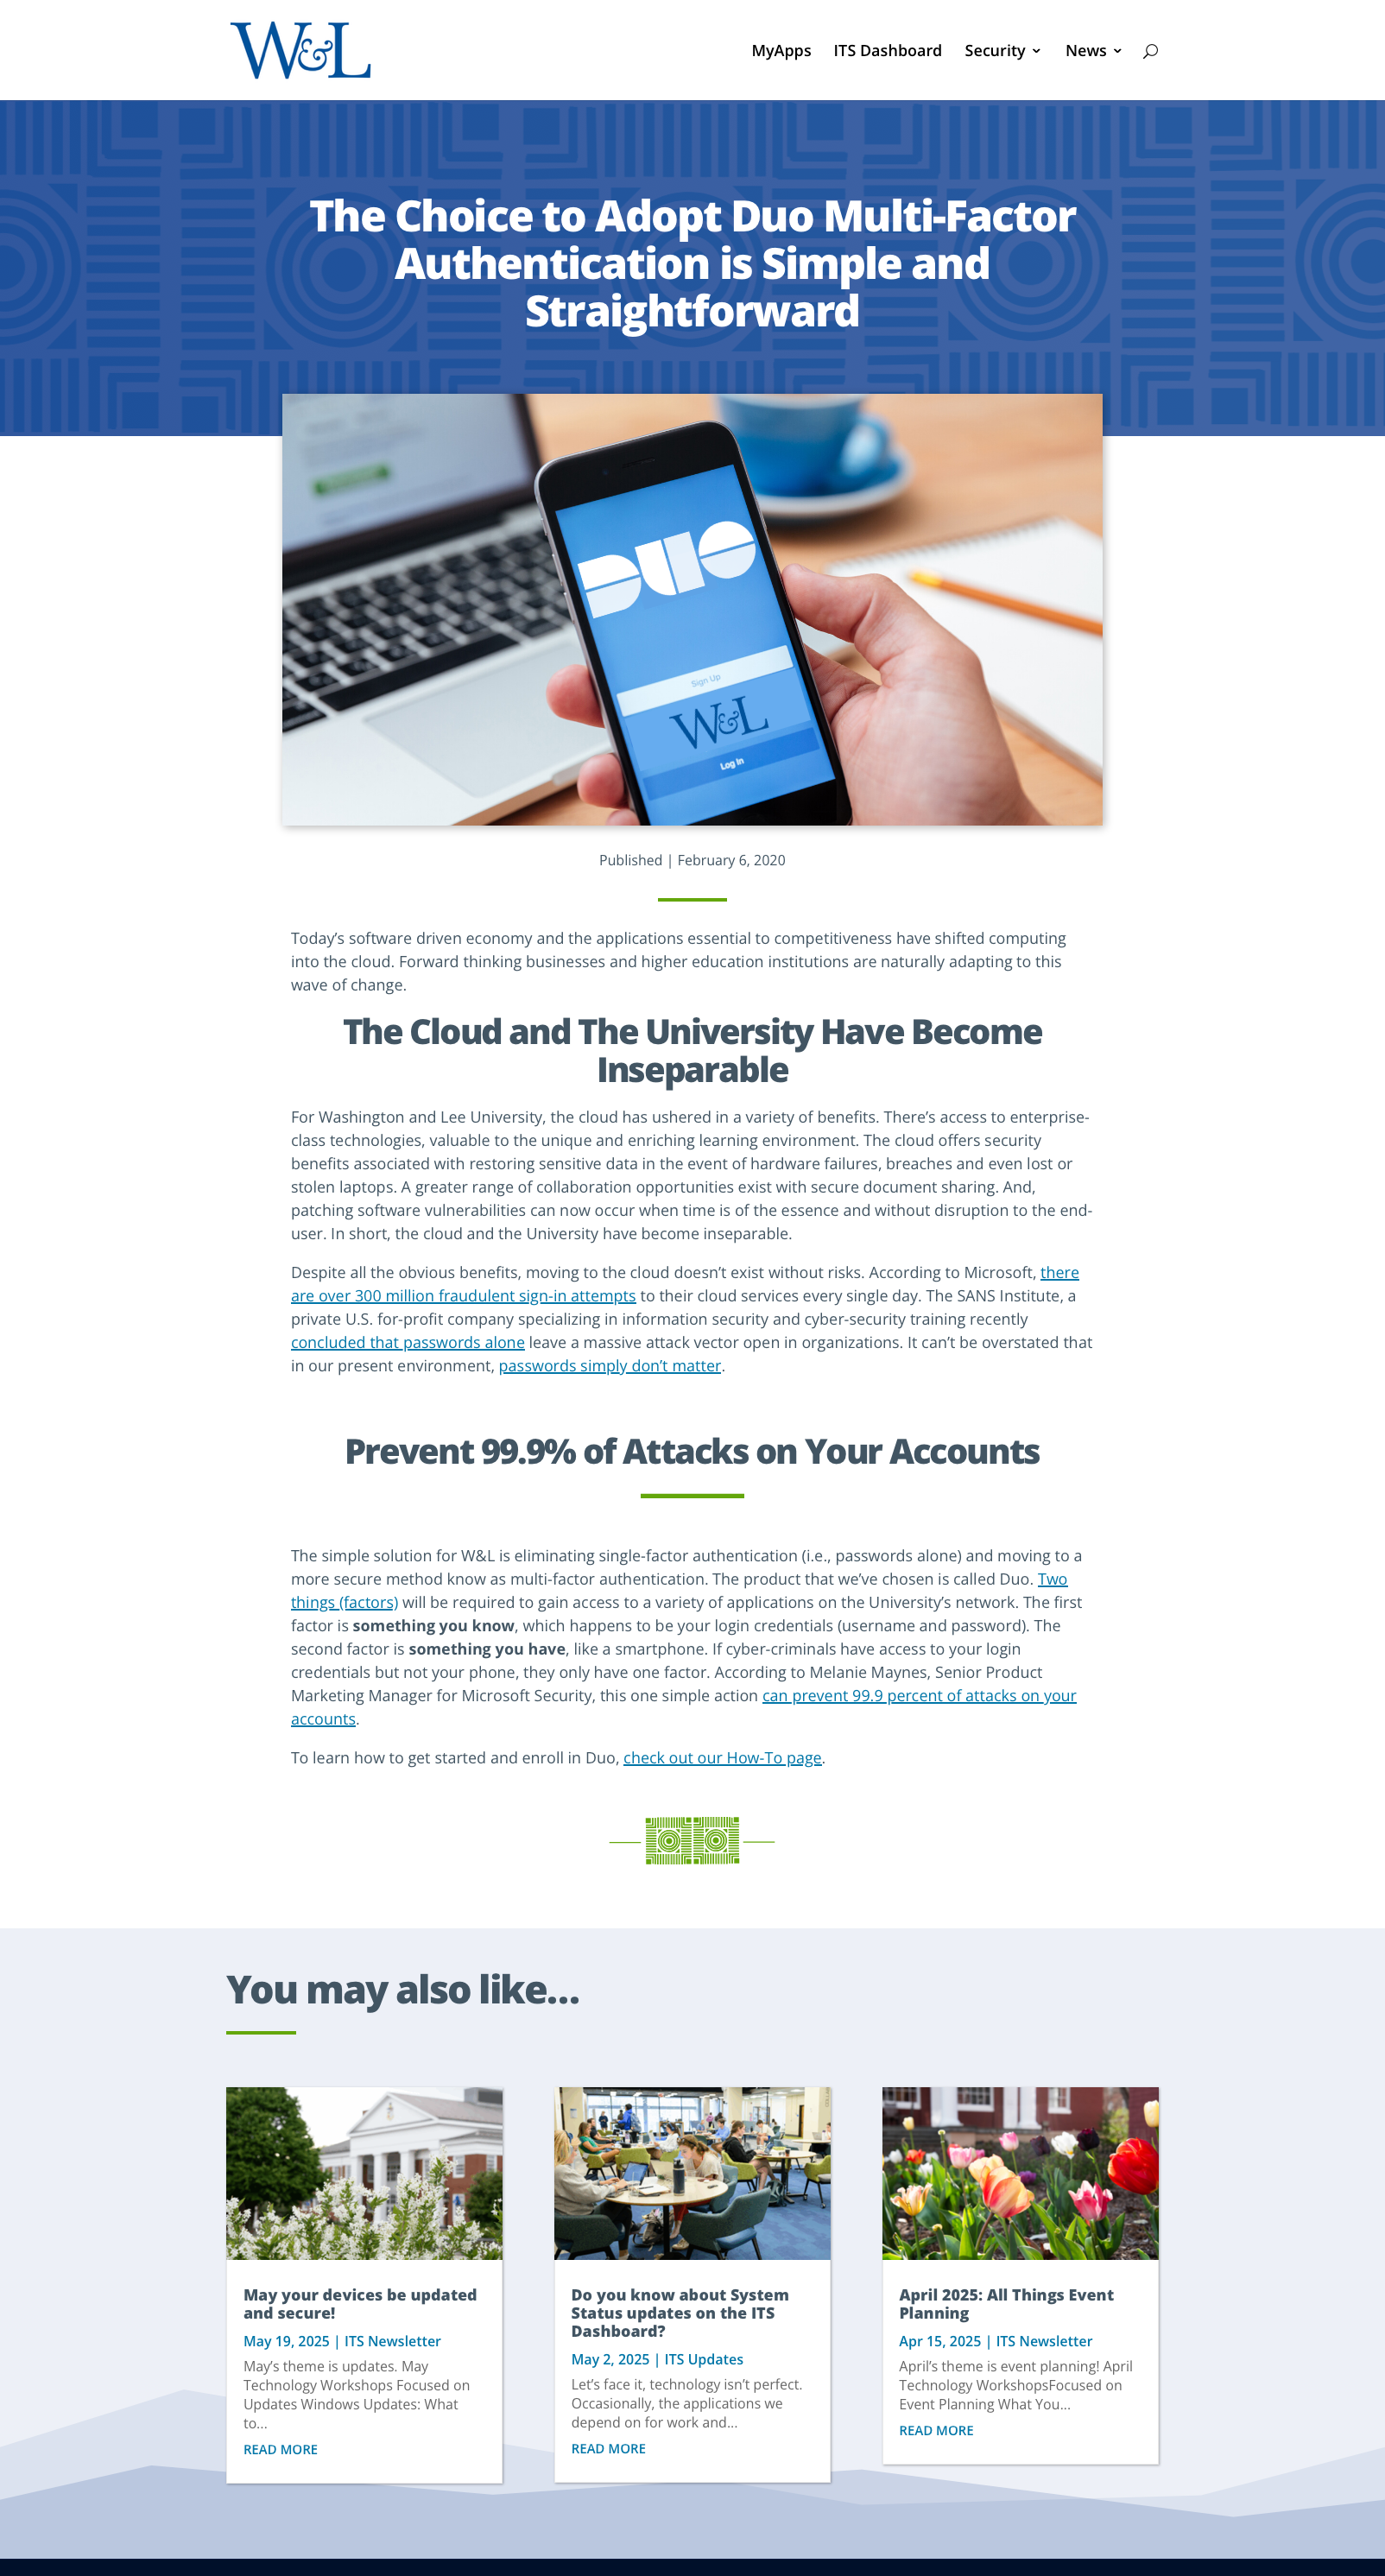 W&L
MyApps ITS Dashboard Security News
The Choice to Adopt Duo Multi-Factor
Authentication is Simple and
Straightforward
DUO
Sign Up
W&L
Log In
Published | February 6, 2020
Today’s software driven economy and the applications essential to competitiveness have shifted computing
into the cloud. Forward thinking businesses and higher education institutions are naturally adapting to this
wave of change.
The Cloud and The University Have Become
Inseparable
For Washington and Lee University, the cloud has ushered in a variety of benefits. There’s access to enterprise-
class technologies, valuable to the unique and enriching learning environment. The cloud offers security
benefits associated with restoring sensitive data in the event of hardware failures, breaches and even lost or
stolen laptops. A greater range of collaboration opportunities exist with secure document sharing. And,
patching software vulnerabilities can now occur when time is of the essence and without disruption to the end-
user. In short, the cloud and the University have become inseparable.
Despite all the obvious benefits, moving to the cloud doesn’t exist without risks. According to Microsoft, there
are over 300 million fraudulent sign-in attempts to their cloud services every single day. The SANS Institute, a
private U.S. for-profit company specializing in information security and cyber-security training recently
concluded that passwords alone leave a massive attack vector open in organizations. It can’t be overstated that
in our present environment, passwords simply don’t matter.
Prevent 99.9% of Attacks on Your Accounts
The simple solution for W&L is eliminating single-factor authentication (i.e., passwords alone) and moving to a
more secure method know as multi-factor authentication. The product that we’ve chosen is called Duo. Two
things (factors) will be required to gain access to a variety of applications on the University’s network. The first
factor is something you know, which happens to be your login credentials (username and password). The
second factor is something you have, like a smartphone. If cyber-criminals have access to your login
credentials but not your phone, they only have one factor. According to Melanie Maynes, Senior Product
Marketing Manager for Microsoft Security, this one simple action can prevent 99.9 percent of attacks on your
accounts.
To learn how to get started and enroll in Duo, check out our How-To page.
You may also like…
May your devices be updated
and secure!
May 19, 2025 | ITS Newsletter
May’s theme is updates. May
Technology Workshops Focused on
Updates Windows Updates: What
to...
READ MORE
Do you know about System
Status updates on the ITS
Dashboard?
May 2, 2025 | ITS Updates
Let’s face it, technology isn’t perfect.
Occasionally, the applications we
depend on for work and...
READ MORE
April 2025: All Things Event
Planning
Apr 15, 2025 | ITS Newsletter
April’s theme is event planning! April
Technology WorkshopsFocused on
Event Planning What You...
READ MORE